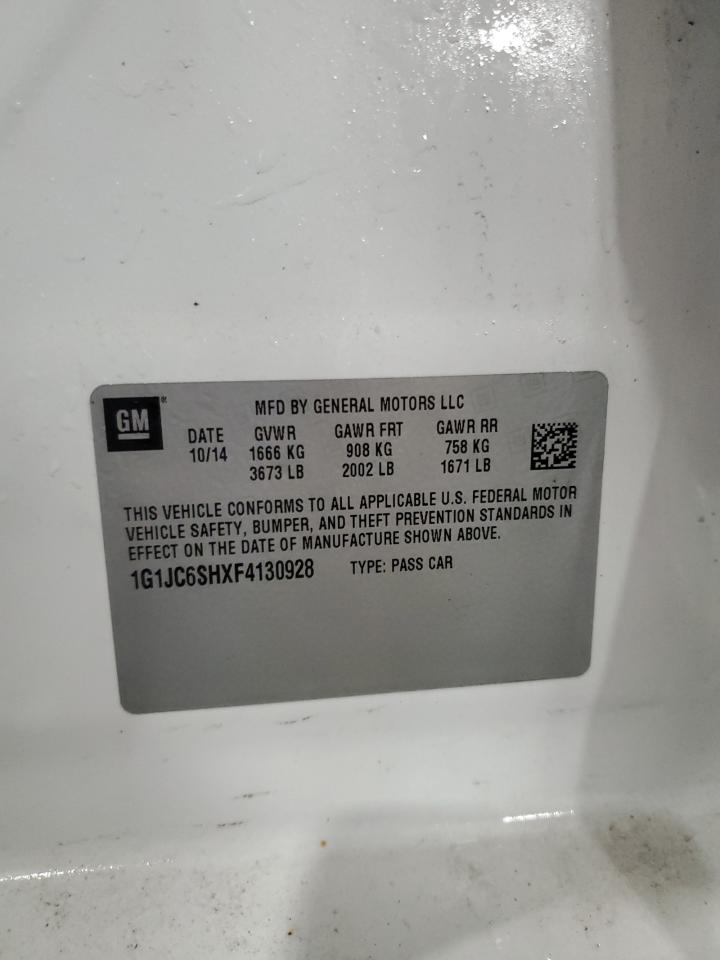 GM
MFD BY GENERAL MOTORS LLC
DATE GVWR GAWR FRT GAWR RR
10/14 1666 KG 908 KG 758 KG
3673 LB 2002 LB 1671 LB
THIS VEHICLE CONFORMS TO ALL APPLICABLE U.S. FEDERAL MOTOR
VEHICLE SAFETY, BUMPER, AND THEFT PREVENTION STANDARDS IN
EFFECT ON THE DATE OF MANUFACTURE SHOWN ABOVE.
1G1JC6SHXF4130928 TYPE: PASS CAR